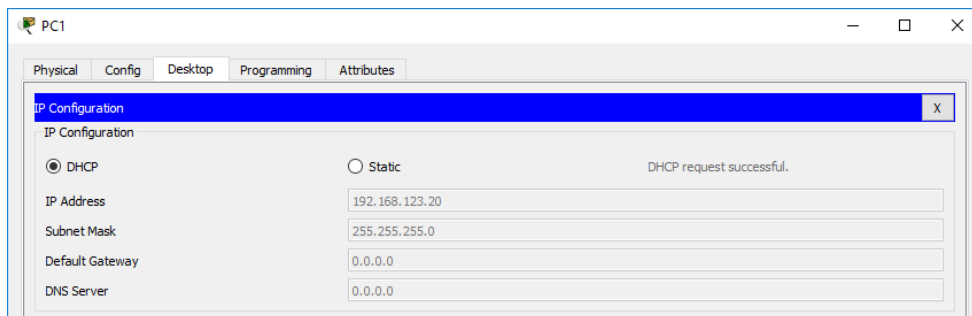 PC1
Physical Config Desktop Programming Attributes
IP Configuration X
IP Configuration
DHCP Static DHCP request successful.
IP Address 192.168.123.20
Subnet Mask 255.255.255.0
Default Gateway 0.0.0.0
DNS Server 0.0.0.0